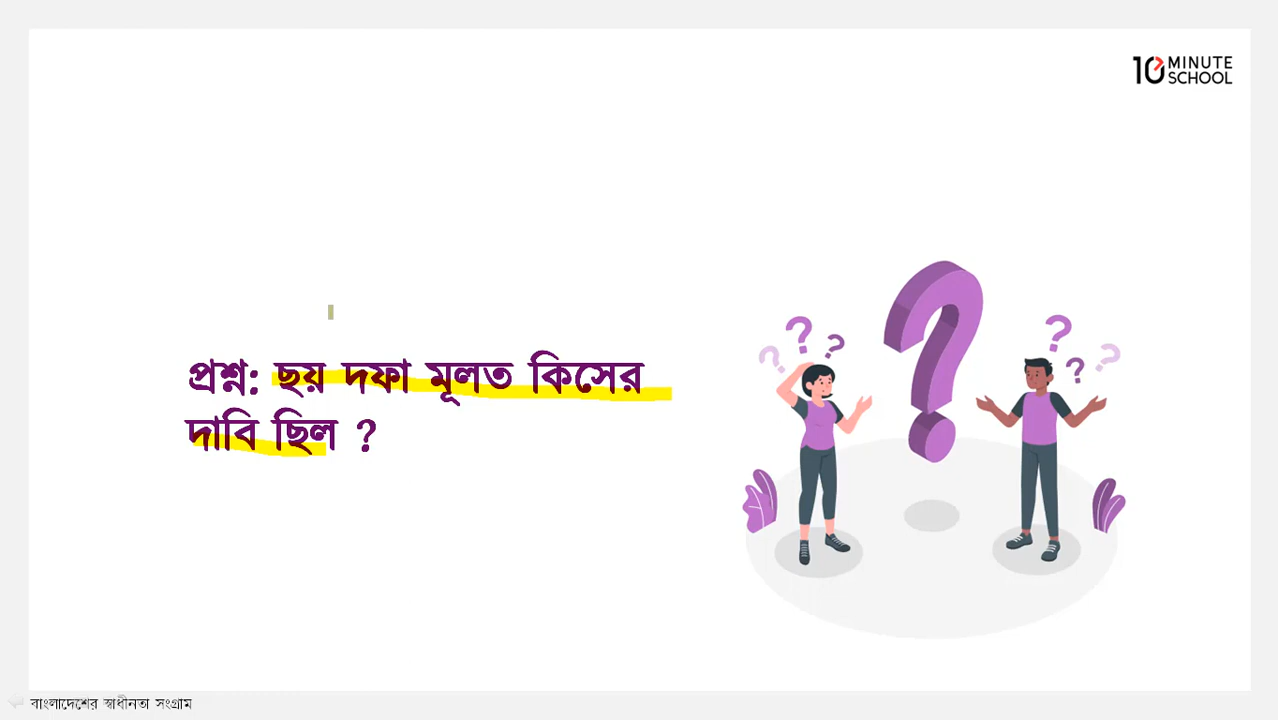 10 MINUTE
SCHOOL
প্রশ্ন: ছয় দফা মূলত কিসের
দাবি ছিল ?
বাংলাদেশের স্বাধীনতা সংগ্রাম